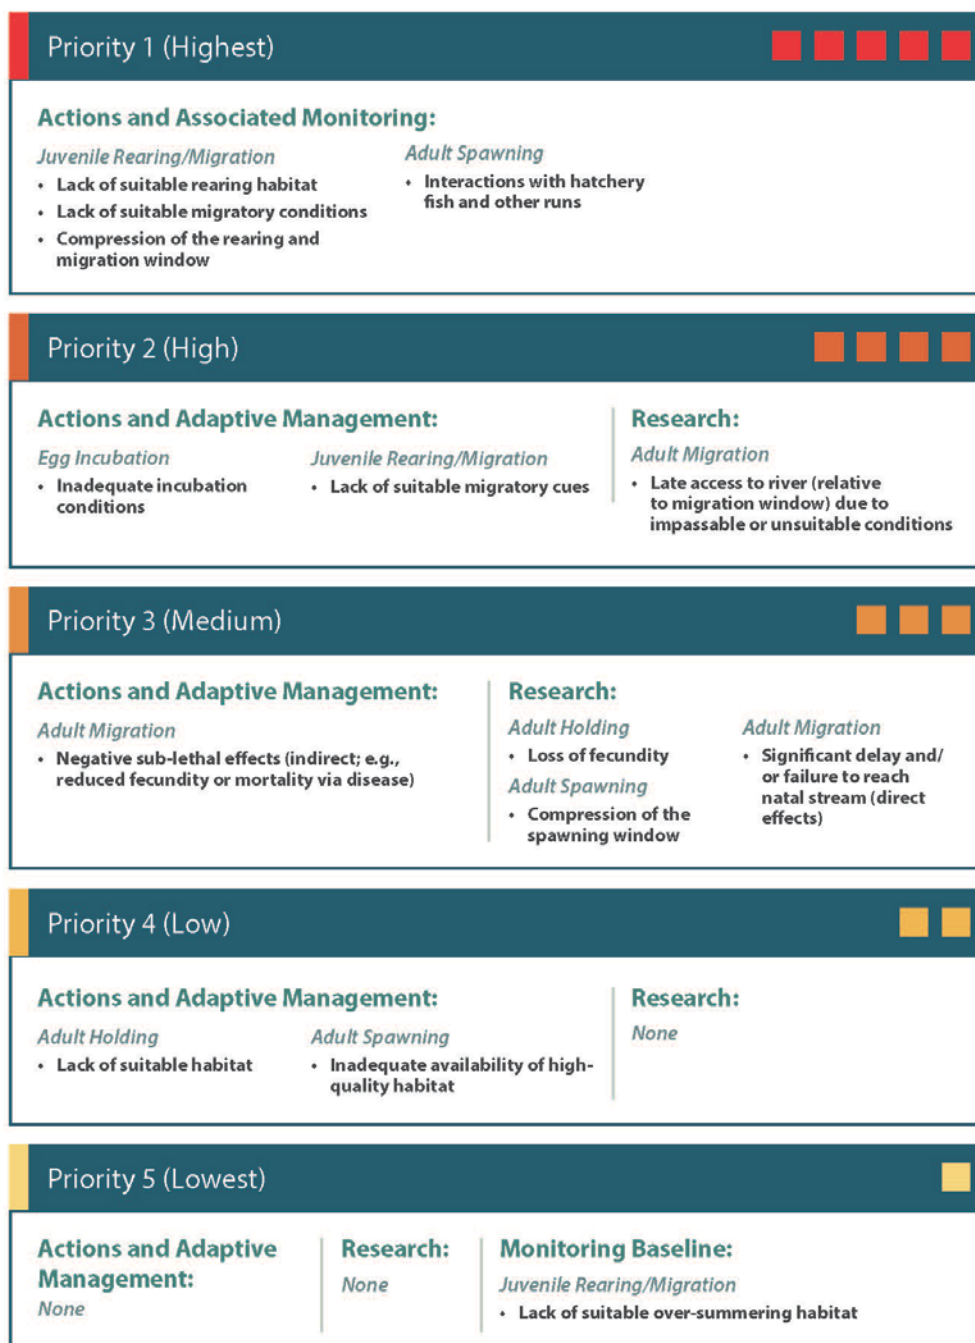 Priority 1 (Highest)
Actions and Associated Monitoring:
Juvenile Rearing/Migration
• Lack of suitable rearing habitat
• Lack of suitable migratory conditions
• Compression of the rearing and
migration window
Adult Spawning
• Interactions with hatchery
fish and other runs
Priority 2 (High)
Actions and Adaptive Management:
Egg Incubation
• Inadequate incubation
conditions
Juvenile Rearing/Migration
• Lack of suitable migratory cues
Research:
Adult Migration
• Late access to river (relative
to migration window) due to
impassable or unsuitable conditions
Priority 3 (Medium)
Actions and Adaptive Management:
Adult Migration
• Negative sub-lethal effects (indirect; e.g.,
reduced fecundity or mortality via disease)
Research:
Adult Holding
• Loss of fecundity
Adult Spawning
• Compression of the
spawning window
Adult Migration
• Significant delay and/
or failure to reach
natal stream (direct
effects)
Priority 4 (Low)
Actions and Adaptive Management:
Adult Holding
• Lack of suitable habitat
Adult Spawning
• Inadequate availability of high-
quality habitat
Research:
None
Priority 5 (Lowest)
Actions and Adaptive
Management:
None
Research:
None
Monitoring Baseline:
Juvenile Rearing/Migration
• Lack of suitable over-summering habitat